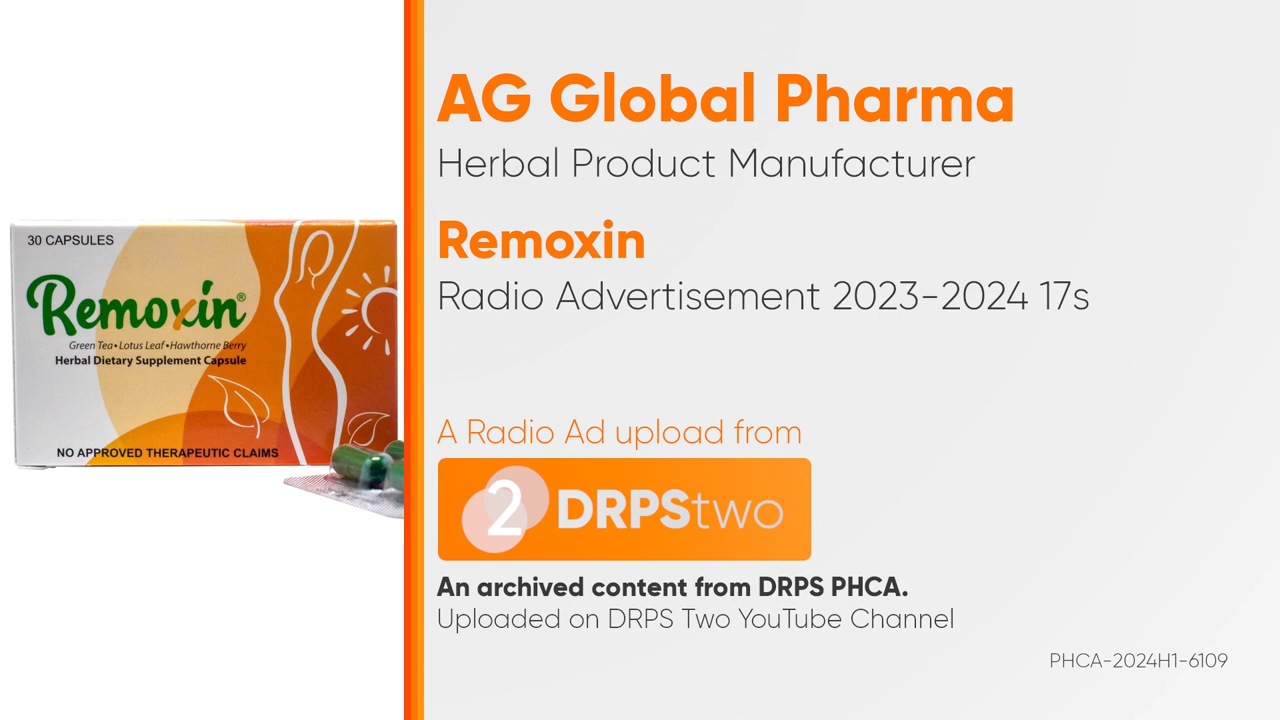 30 CAPSULES
Remoxin®
Green Tea•Lotus Leaf•Hawthorne Berry
Herbal Dietary Supplement Capsule
NO APPROVED THERAPEUTIC CLAIMS
AG Global Pharma
Herbal Product Manufacturer
Remoxin
Radio Advertisement 2023-2024 17s
A Radio Ad upload from
2 DRPStwo
An archived content from DRPS PHCA.
Uploaded on DRPS Two YouTube Channel
PHCA-2024H1-6109